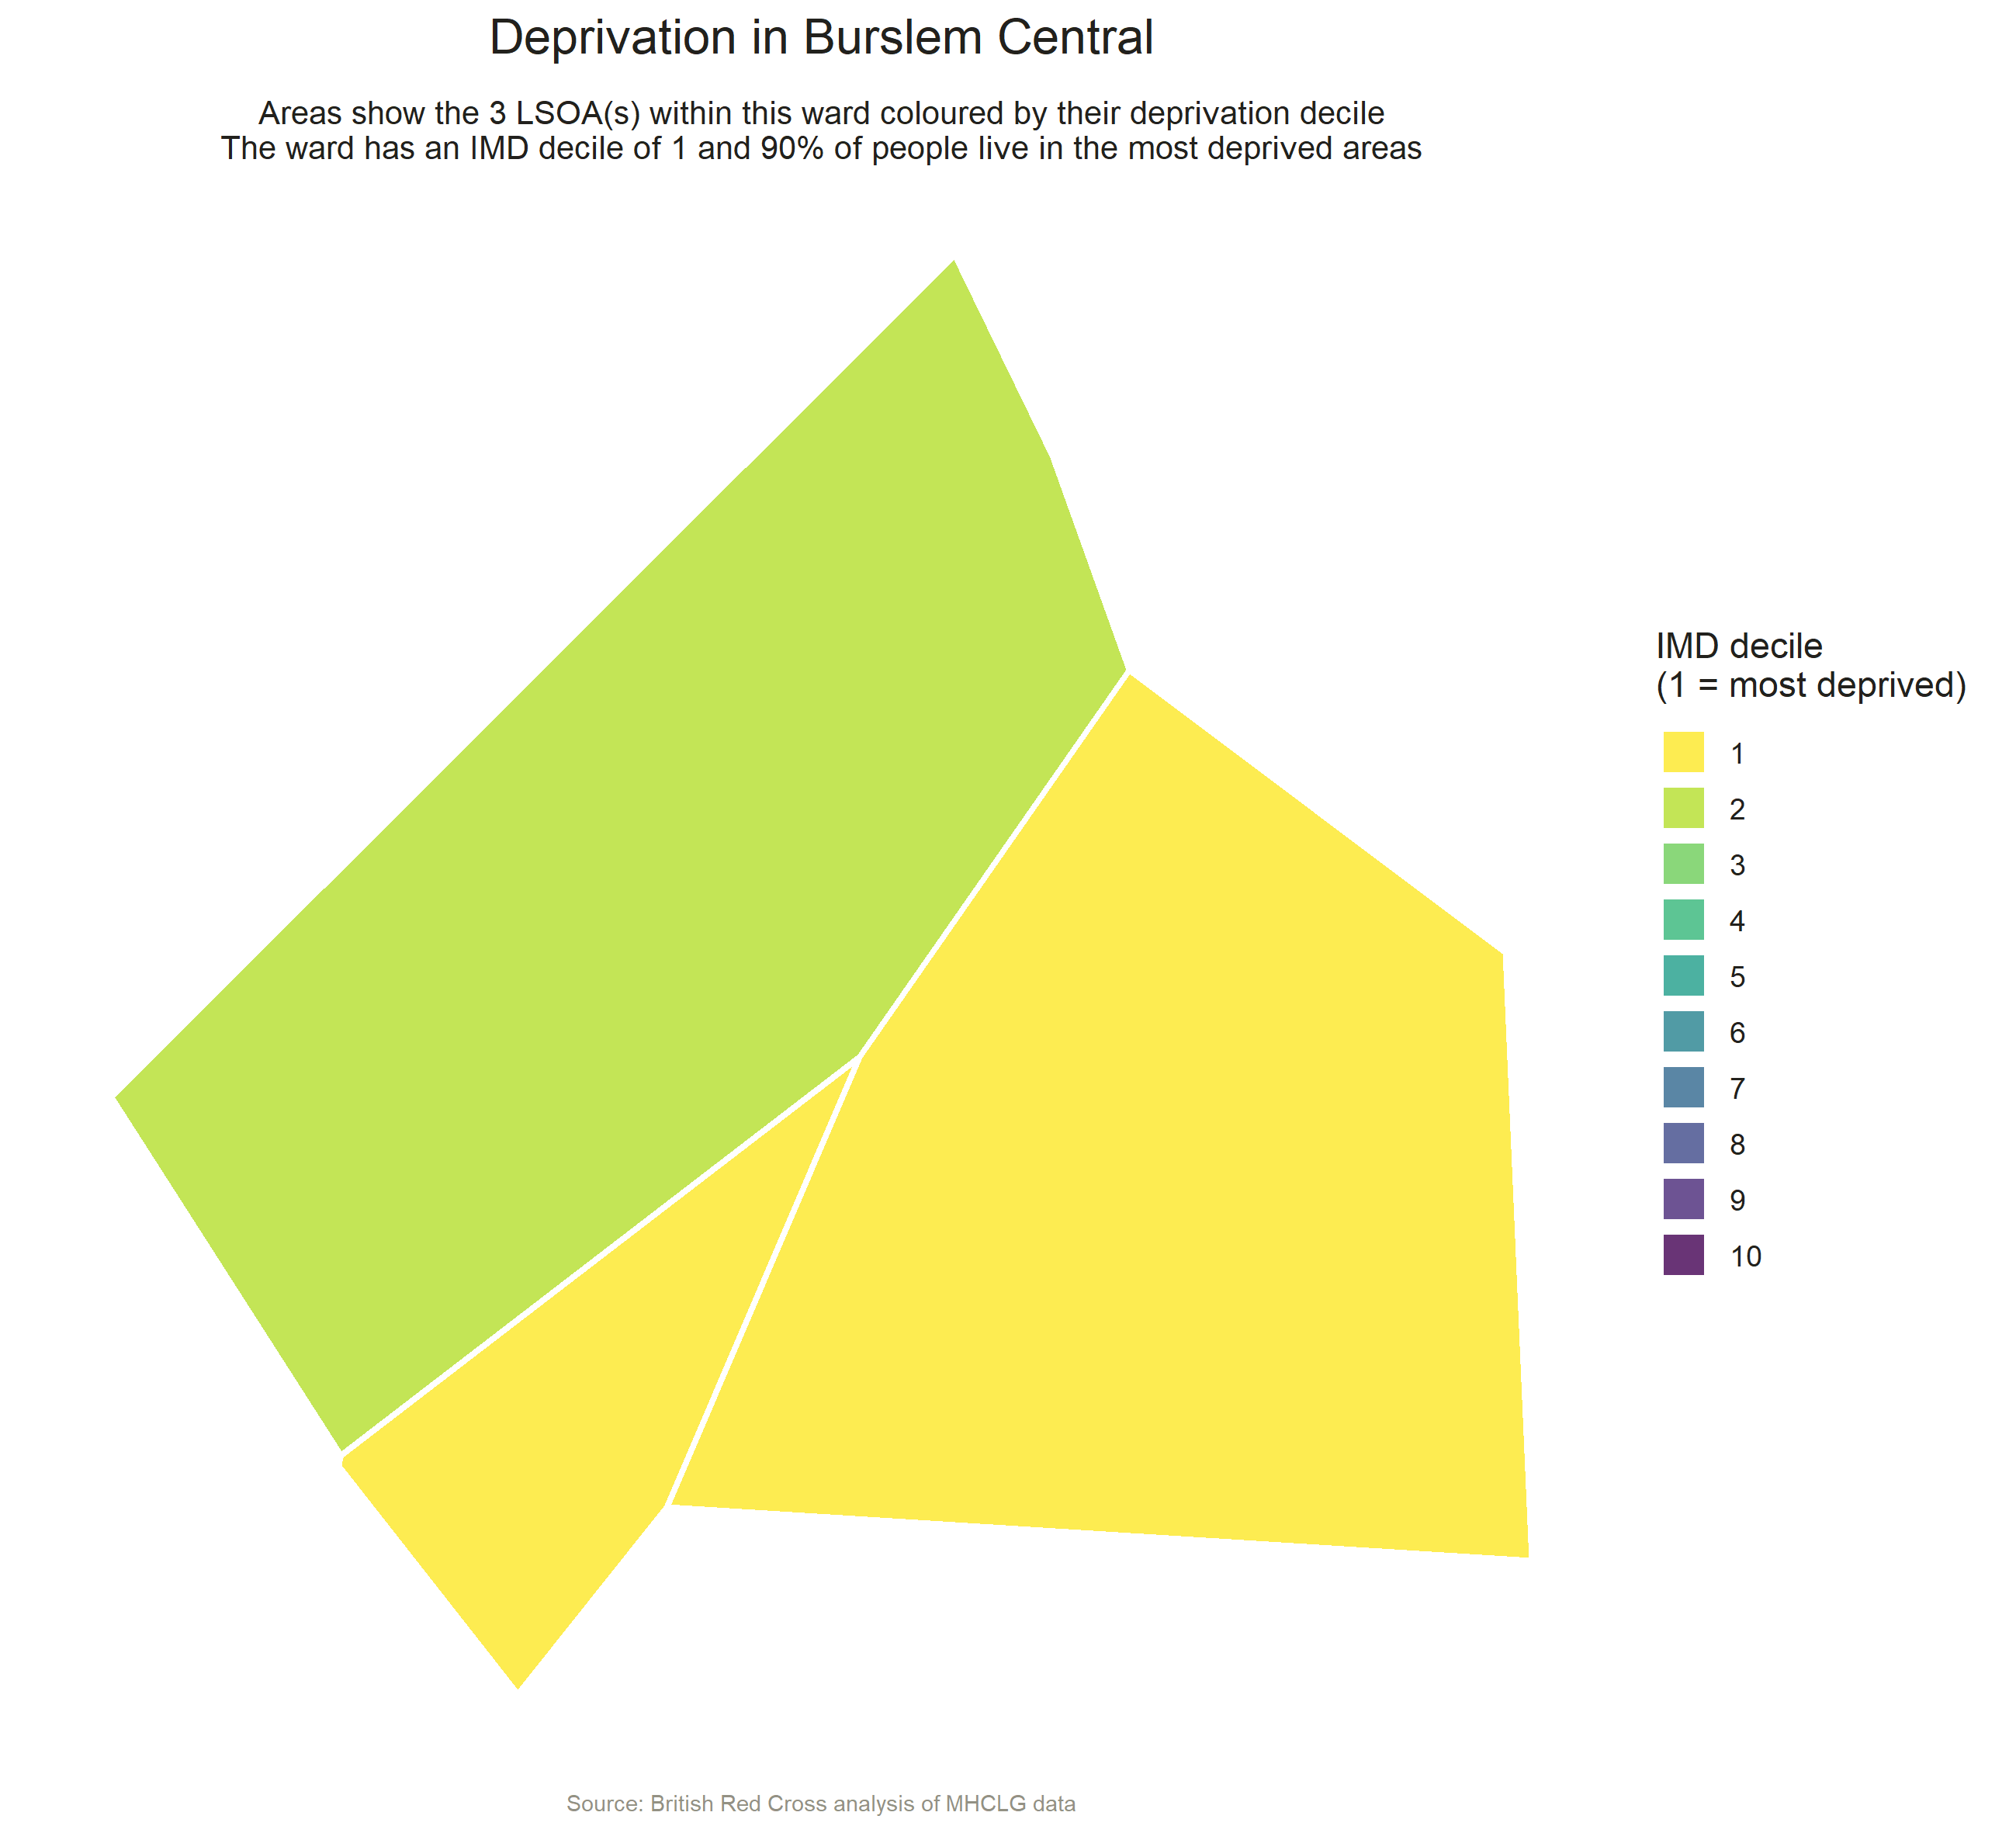 Deprivation in Burslem Central
Areas show the 3 LSOA(s) within this ward coloured by their deprivation decile
The ward has an IMD decile of 1 and 90% of people live in the most deprived areas
IMD decile
(1 = most deprived)
1
2
3
4
5
6
7
8
9
10
Source: British Red Cross analysis of MHCLG data